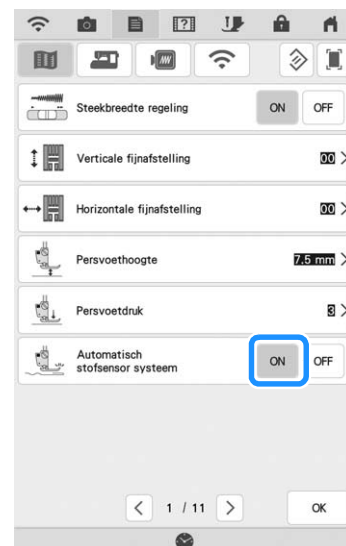 Steekbreedte regeling ON OFF
Verticale fijnafstelling 00
Horizontale fijnafstelling 00
Persvoethoogte 7.5 mm
Persvoetdruk 3
Automatisch
stofsensor systeem ON OFF
1 / 11 OK